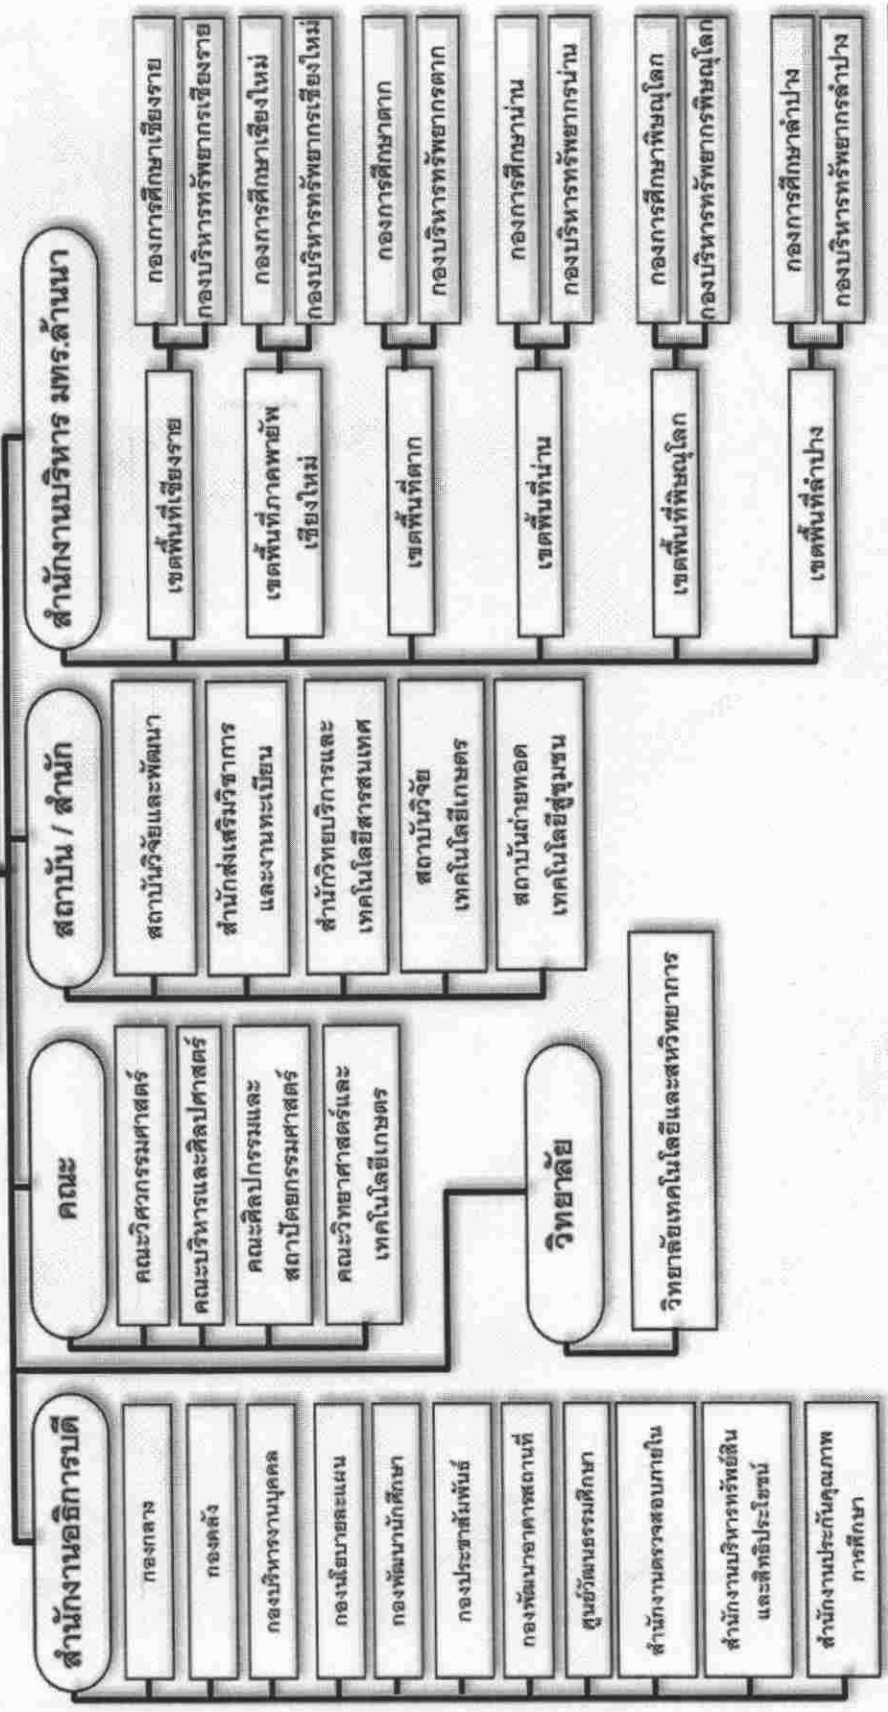 สำนักงานอธิการบดี
กองกลาง
กองคลัง
กองบริหารงานบุคคล
กองนโยบายละแผน
กองพัฒนานักศึกษา
กองประชาสัมพันธ์
กองพัฒนาอาคารสถานที่
ศูนย์วัฒนธรรมศึกษา
สำนักงานตรวจสอบภายใน
สำนักงานบริหารทรัพย์สิน
และสิทธิประโยชน์
สำนักงานประกันคุณภาพ
การศึกษา
คณะ
คณะวิศวกรรมศาสตร์
คณะบริหารและศิลปศาสตร์
คณะศิลปกรรมและ
สถาปัตยกรรมศาสตร์
คณะวิทยาศาสตร์และ
เทคโนโลยีเกษตร
วิทยาลัย
วิทยาลัยเทคโนโลยีและสหวิทยาการ
สถาบัน / สำนัก
สถาบันวิจัยและพัฒนา
สำนักส่งเสริมวิชาการ
และงานทะเบียน
สำนักวิทยบริการและ
เทคโนโลยีสารสนเทศ
สถาบันวิจัย
เทคโนโลยีเกษตร
สถาบันถ่ายทอด
เทคโนโลยีสู่ชุมชน
สำนักงานบริหาร มทร.ล้านนา
เขตพื้นที่เชียงราย
กองการศึกษาเชียงราย
กองบริหารทรัพยากรเชียงราย
เขตพื้นที่ภาคพายัพ
เชียงใหม่
กองการศึกษาเชียงใหม่
กองบริหารทรัพยากรเชียงใหม่
เขตพื้นที่ตาก
กองการศึกษาตาก
กองบริหารทรัพยากรตาก
เขตพื้นที่น่าน
กองการศึกษาน่าน
กองบริหารทรัพยากรน่าน
เขตพื้นที่พิษณุโลก
กองการศึกษาพิษณุโลก
กองบริหารทรัพยากรพิษณุโลก
เขตพื้นที่ลำปาง
กองการศึกษาลำปาง
กองบริหารทรัพยากรลำปาง